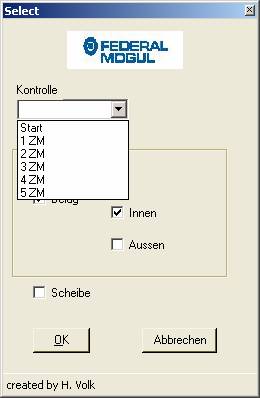 Select
FEDERAL
MOGUL
Kontrolle
Start
1 ZM
2 ZM
3 ZM
4 ZM
5 ZM
Innen
Aussen
Scheibe
OK
Abbrechen
created by H. Volk